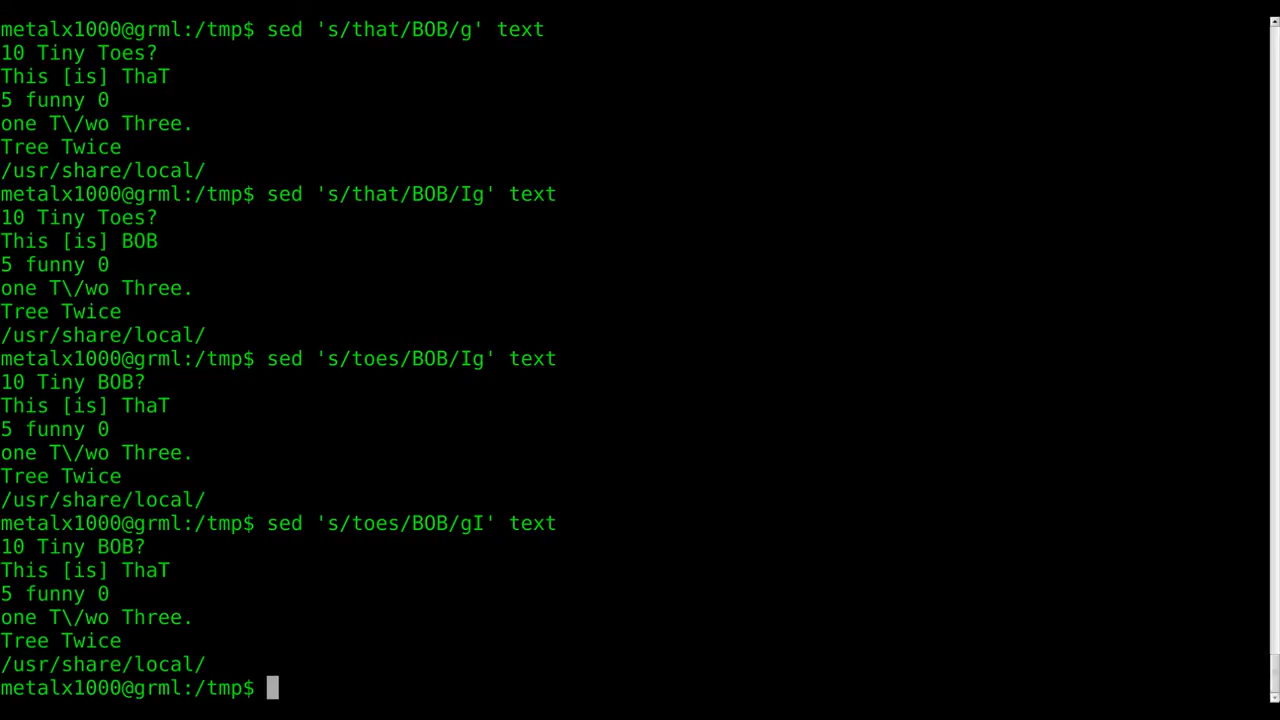 metalx1000@grml:/tmp$ sed 's/that/BOB/g' text
10 Tiny Toes?
This [is] ThaT
5 funny 0
one T\/wo Three.
Tree Twice
/usr/share/local/
metalx1000@grml:/tmp$ sed 's/that/BOB/Ig' text
10 Tiny Toes?
This [is] BOB
5 funny 0
one T\/wo Three.
Tree Twice
/usr/share/local/
metalx1000@grml:/tmp$ sed 's/toes/BOB/Ig' text
10 Tiny BOB?
This [is] ThaT
5 funny 0
one T\/wo Three.
Tree Twice
/usr/share/local/
metalx1000@grml:/tmp$ sed 's/toes/BOB/gI' text
10 Tiny BOB?
This [is] ThaT
5 funny 0
one T\/wo Three.
Tree Twice
/usr/share/local/
metalx1000@grml:/tmp$